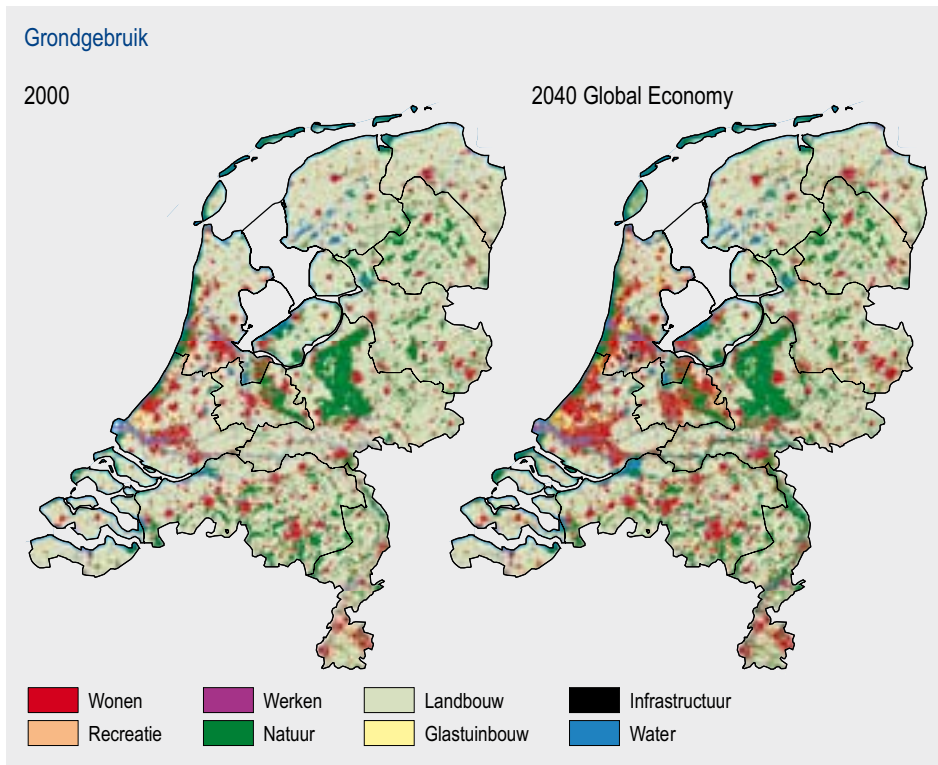 Grondgebruik
2000
2040 Global Economy
Wonen
Werken
Landbouw
Infrastructuur
Recreatie
Natuur
Glastuinbouw
Water